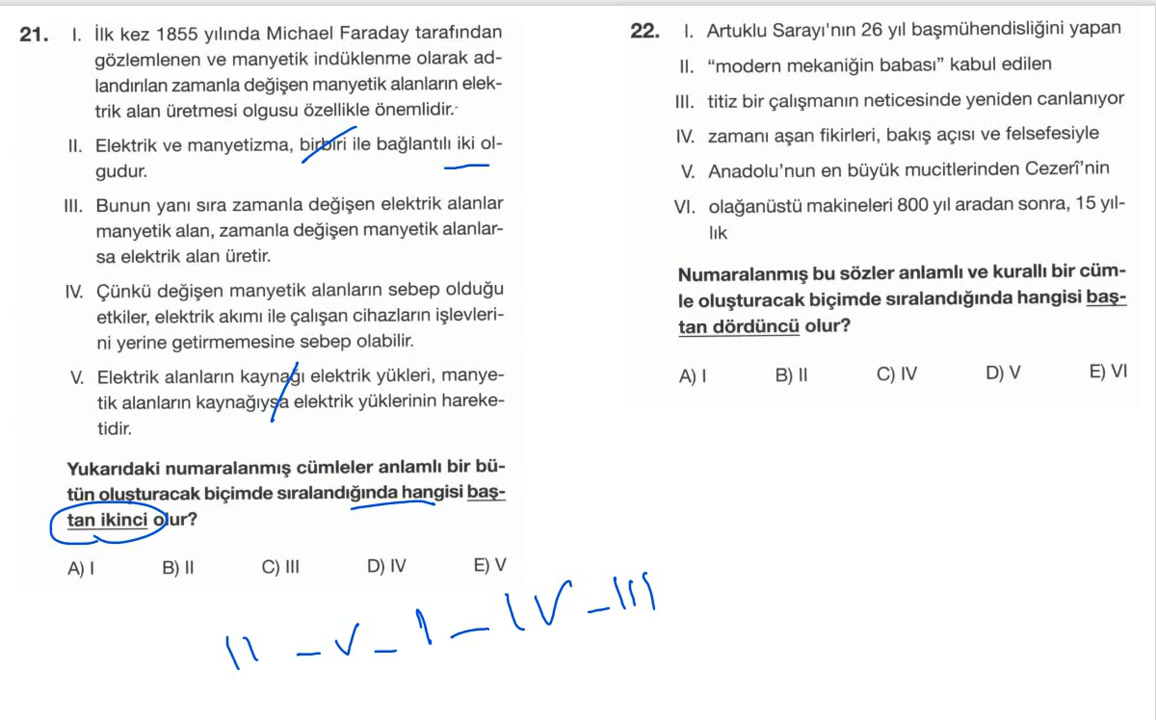 21. I. İlk kez 1855 yılında Michael Faraday tarafından
gözlemlenen ve manyetik indüklenme olarak ad-
landırılan zamanla değişen manyetik alanların elek-
trik alan üretmesi olgusu özellikle önemlidir.
II. Elektrik ve manyetizma, birbiri ile bağlantılı iki ol-
gudur.
III. Bunun yanı sıra zamanla değişen elektrik alanlar
manyetik alan, zamanla değişen manyetik alanlar-
sa elektrik alan üretir.
IV. Çünkü değişen manyetik alanların sebep olduğu
etkiler, elektrik akımı ile çalışan cihazların işlevleri-
ni yerine getirmemesine sebep olabilir.
V. Elektrik alanların kaynağı elektrik yükleri, manye-
tik alanların kaynağıysa elektrik yüklerinin hareke-
tidir.
Yukarıdaki numaralanmış cümleler anlamlı bir bü-
tün oluşturacak biçimde sıralandığında hangisi baş-
tan ikinci olur?
A) I B) II C) III D) IV E) V
II - V - I - IV - III
22. I. Artuklu Sarayı'nın 26 yıl başmühendisliğini yapan
II. “modern mekaniğin babası” kabul edilen
III. titiz bir çalışmanın neticesinde yeniden canlanıyor
IV. zamanı aşan fikirleri, bakış açısı ve felsefesiyle
V. Anadolu'nun en büyük mucitlerinden Cezerî'nin
VI. olağanüstü makineleri 800 yıl aradan sonra, 15 yıl-
lık
Numaralanmış bu sözler anlamlı ve kurallı bir cüm-
le oluşturacak biçimde sıralandığında hangisi baş-
tan dördüncü olur?
A) I B) II C) IV D) V E) VI